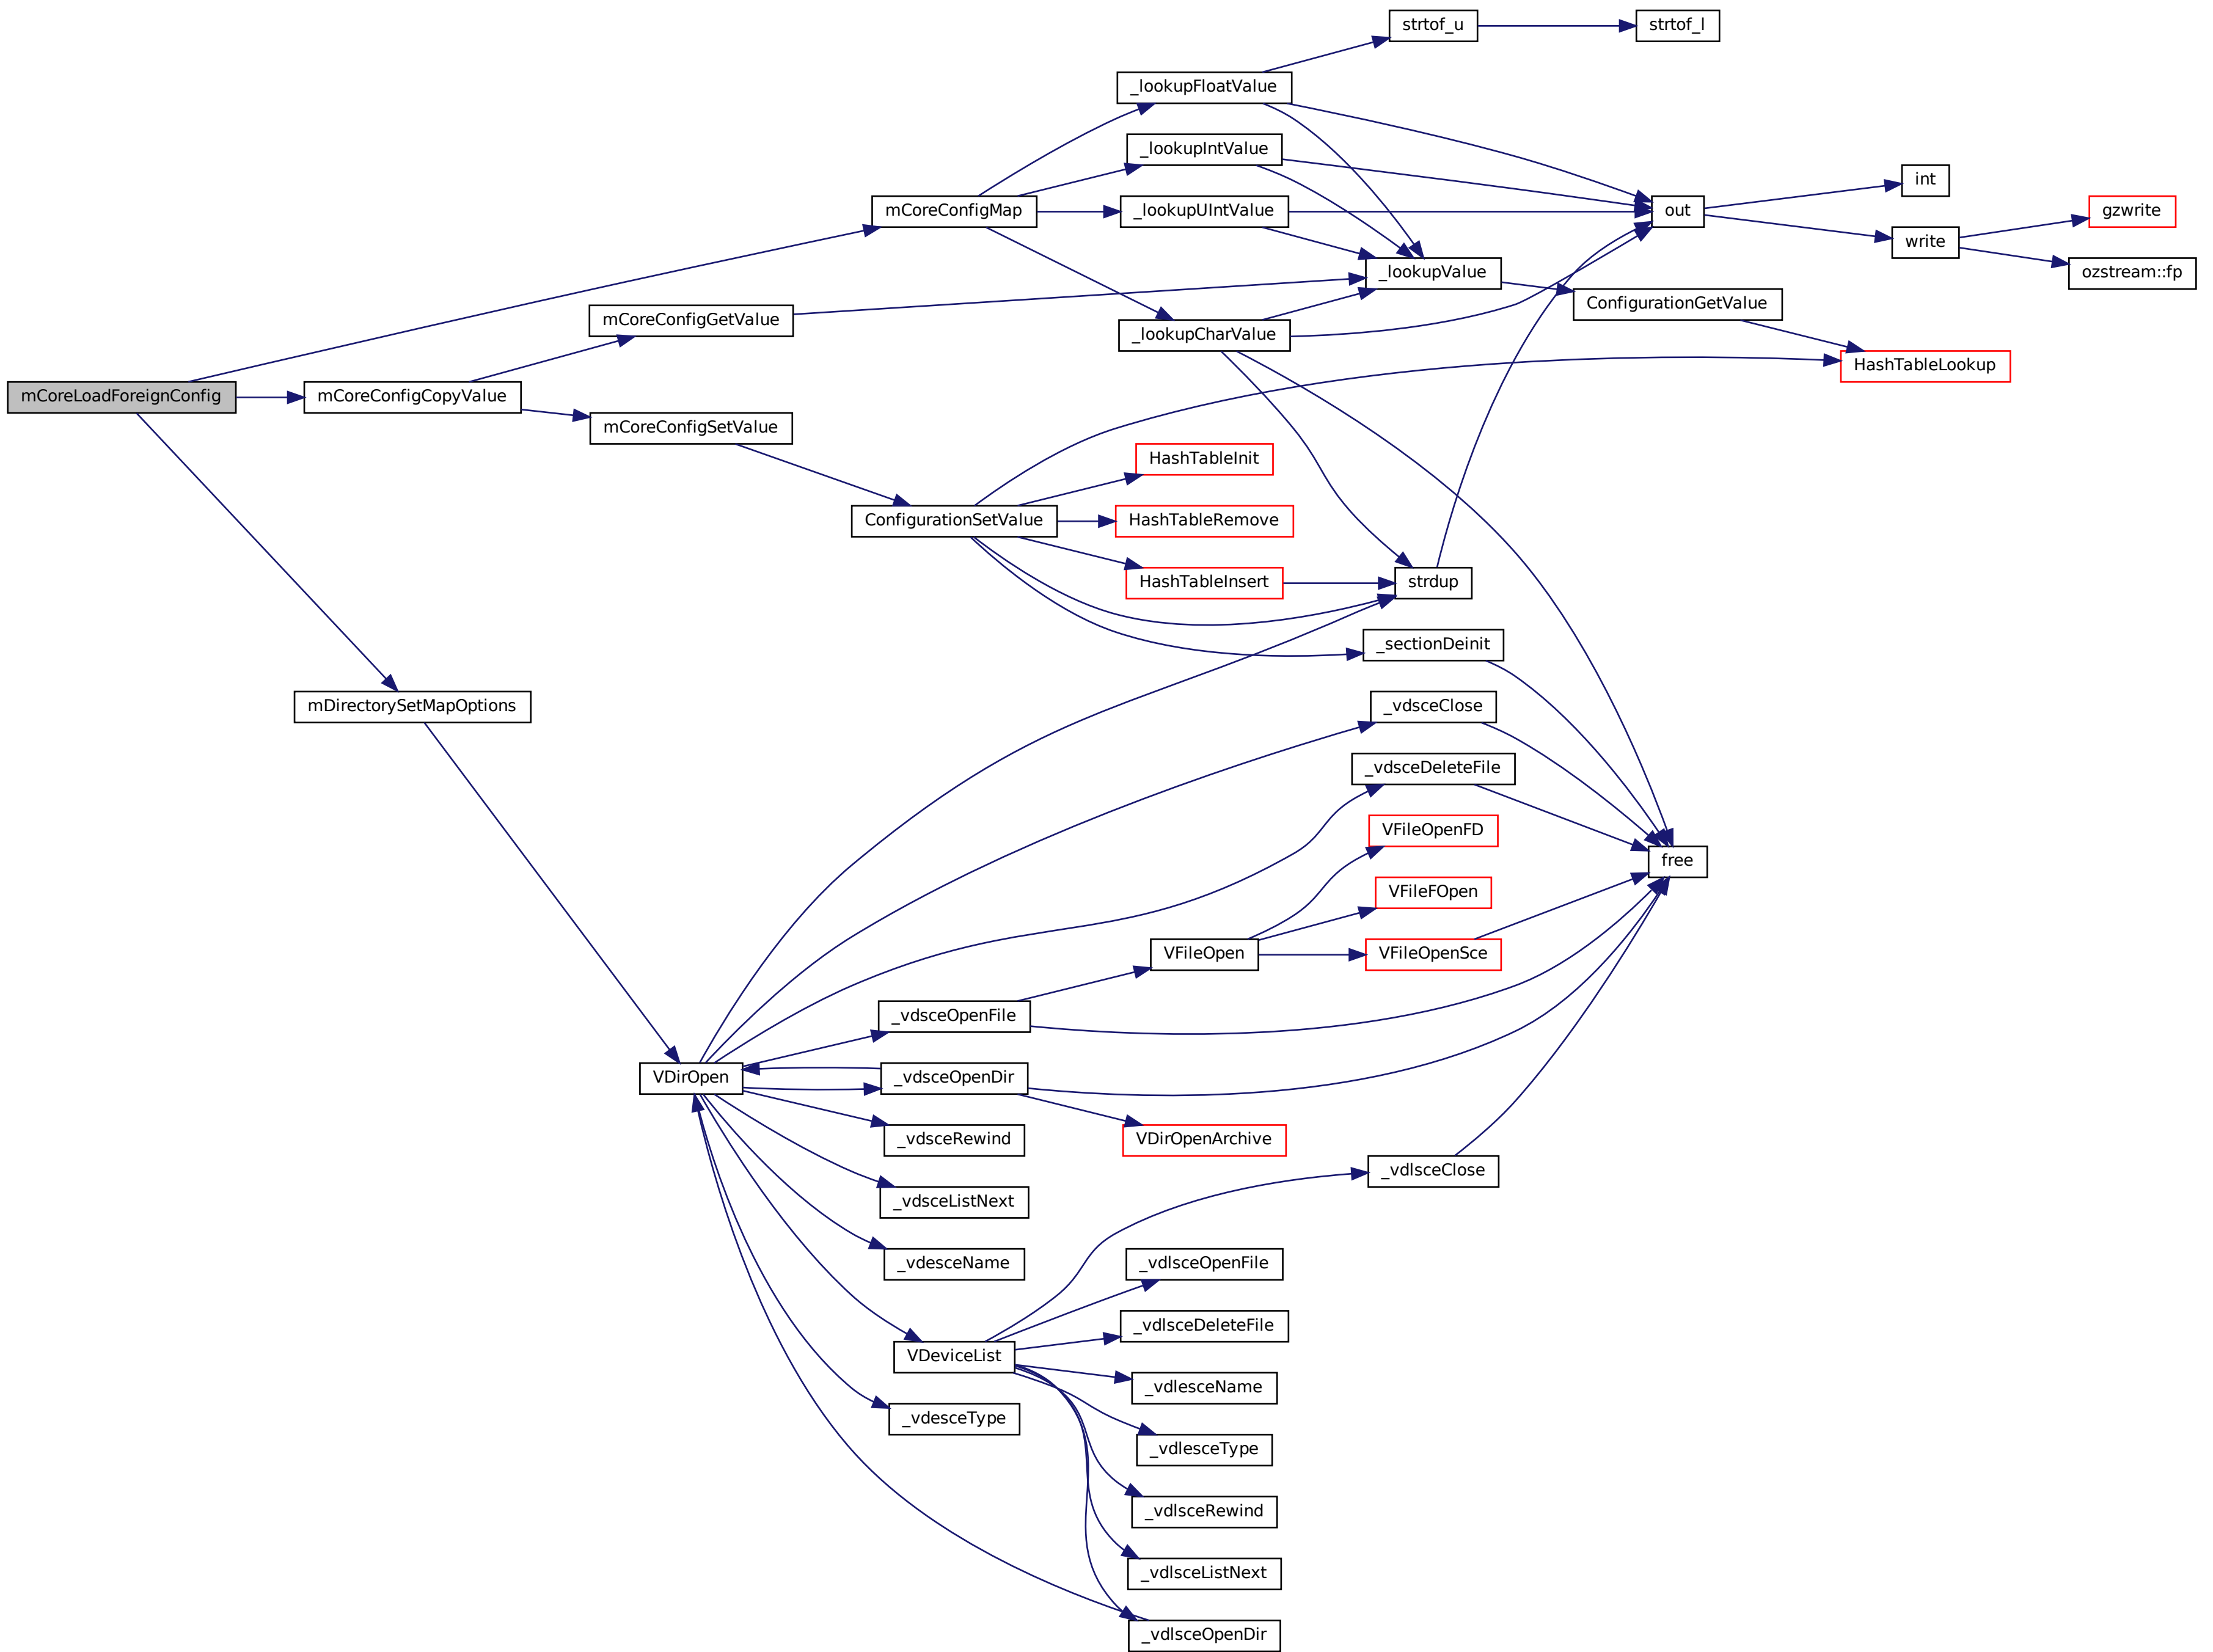 strtof_u
strtof_l
_lookupFloatValue
_lookupIntValue
int
mCoreConfigMap
_lookupUIntValue
out
gzwrite
write
_lookupValue
ozstream::fp
ConfigurationGetValue
mCoreConfigGetValue
_lookupCharValue
HashTableLookup
mCoreLoadForeignConfig
mCoreConfigCopyValue
mCoreConfigSetValue
HashTableInit
ConfigurationSetValue
HashTableRemove
HashTableInsert
strdup
_sectionDeinit
mDirectorySetMapOptions
_vdsceClose
_vdsceDeleteFile
VFileOpenFD
free
VFileFOpen
VFileOpen
VFileOpenSce
_vdsceOpenFile
VDirOpen
_vdsceOpenDir
_vdsceRewind
VDirOpenArchive
_vdlsceClose
_vdsceListNext
_vdesceName
_vdlsceOpenFile
_vdlsceDeleteFile
VDeviceList
_vdlesceName
_vdesceType
_vdlesceType
_vdlsceRewind
_vdlsceListNext
_vdlsceOpenDir